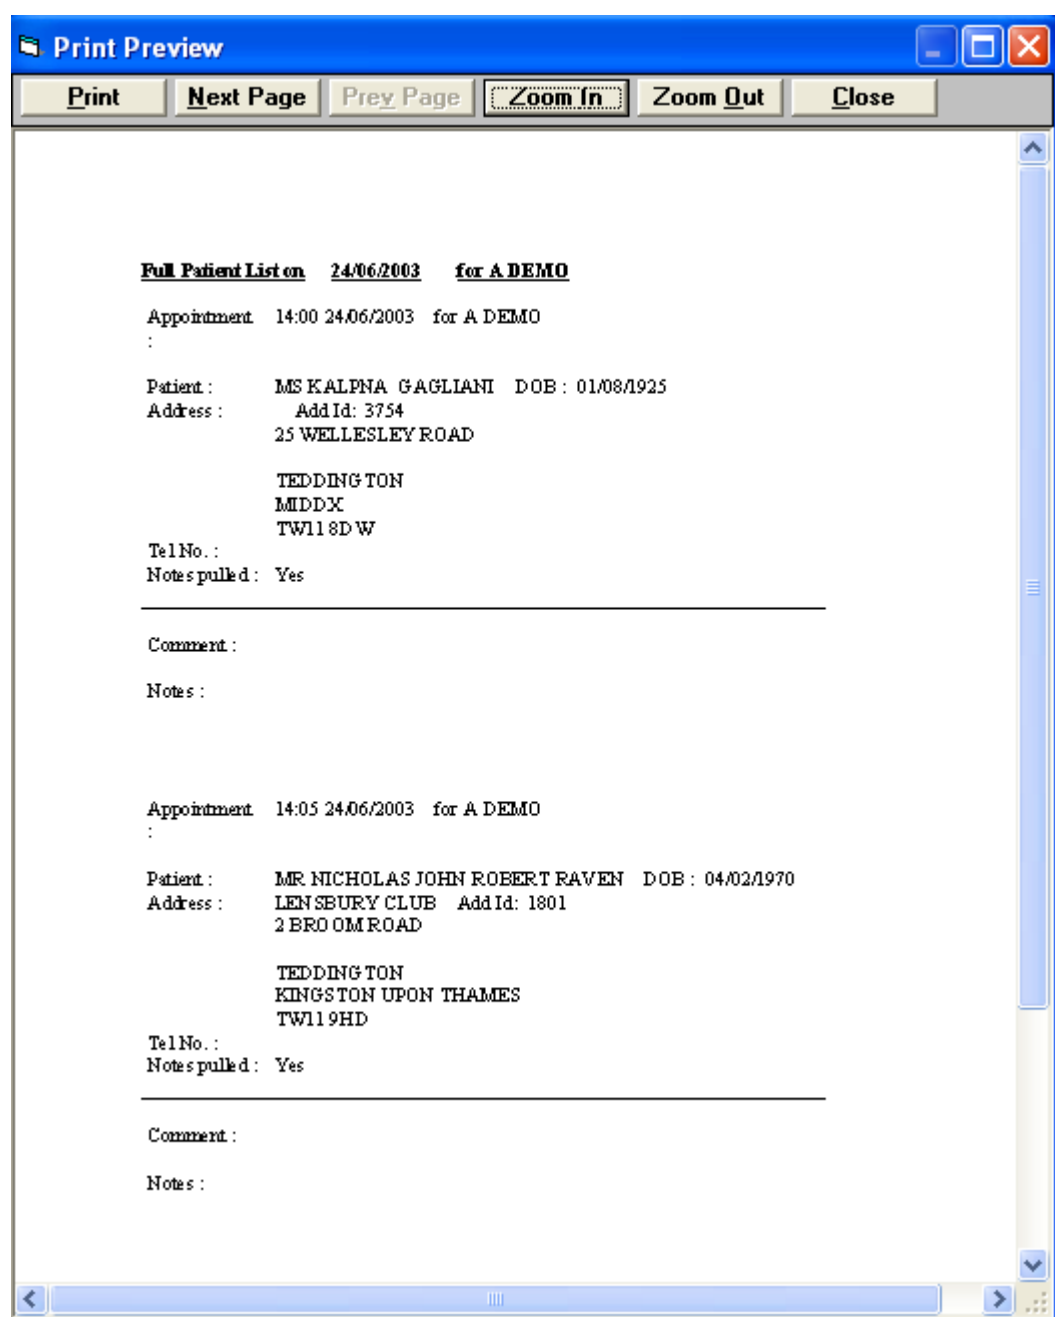 Print Preview
Print Next Page Prev Page Zoom In Zoom Out Close
Full Patient List on 24/06/2003 for A DEMO
Appointment 14:00 24/06/2003 for A DEMO
:
Patient : MS KALPNA GAGLIANI DOB : 01/08/1925
Address : Add Id: 3754
25 WELLESLEY ROAD
TEDDINGTON
MIDDX
TW11 8DW
Tel No. :
Notes pulled : Yes
Comment :
Notes :
Appointment 14:05 24/06/2003 for A DEMO
:
Patient : MR NICHOLAS JOHN ROBERT RAVEN DOB : 04/02/1970
Address : LENSBURY CLUB Add Id: 1801
2 BROOM ROAD
TEDDINGTON
KINGSTON UPON THAMES
TW11 9HD
Tel No. :
Notes pulled : Yes
Comment :
Notes :